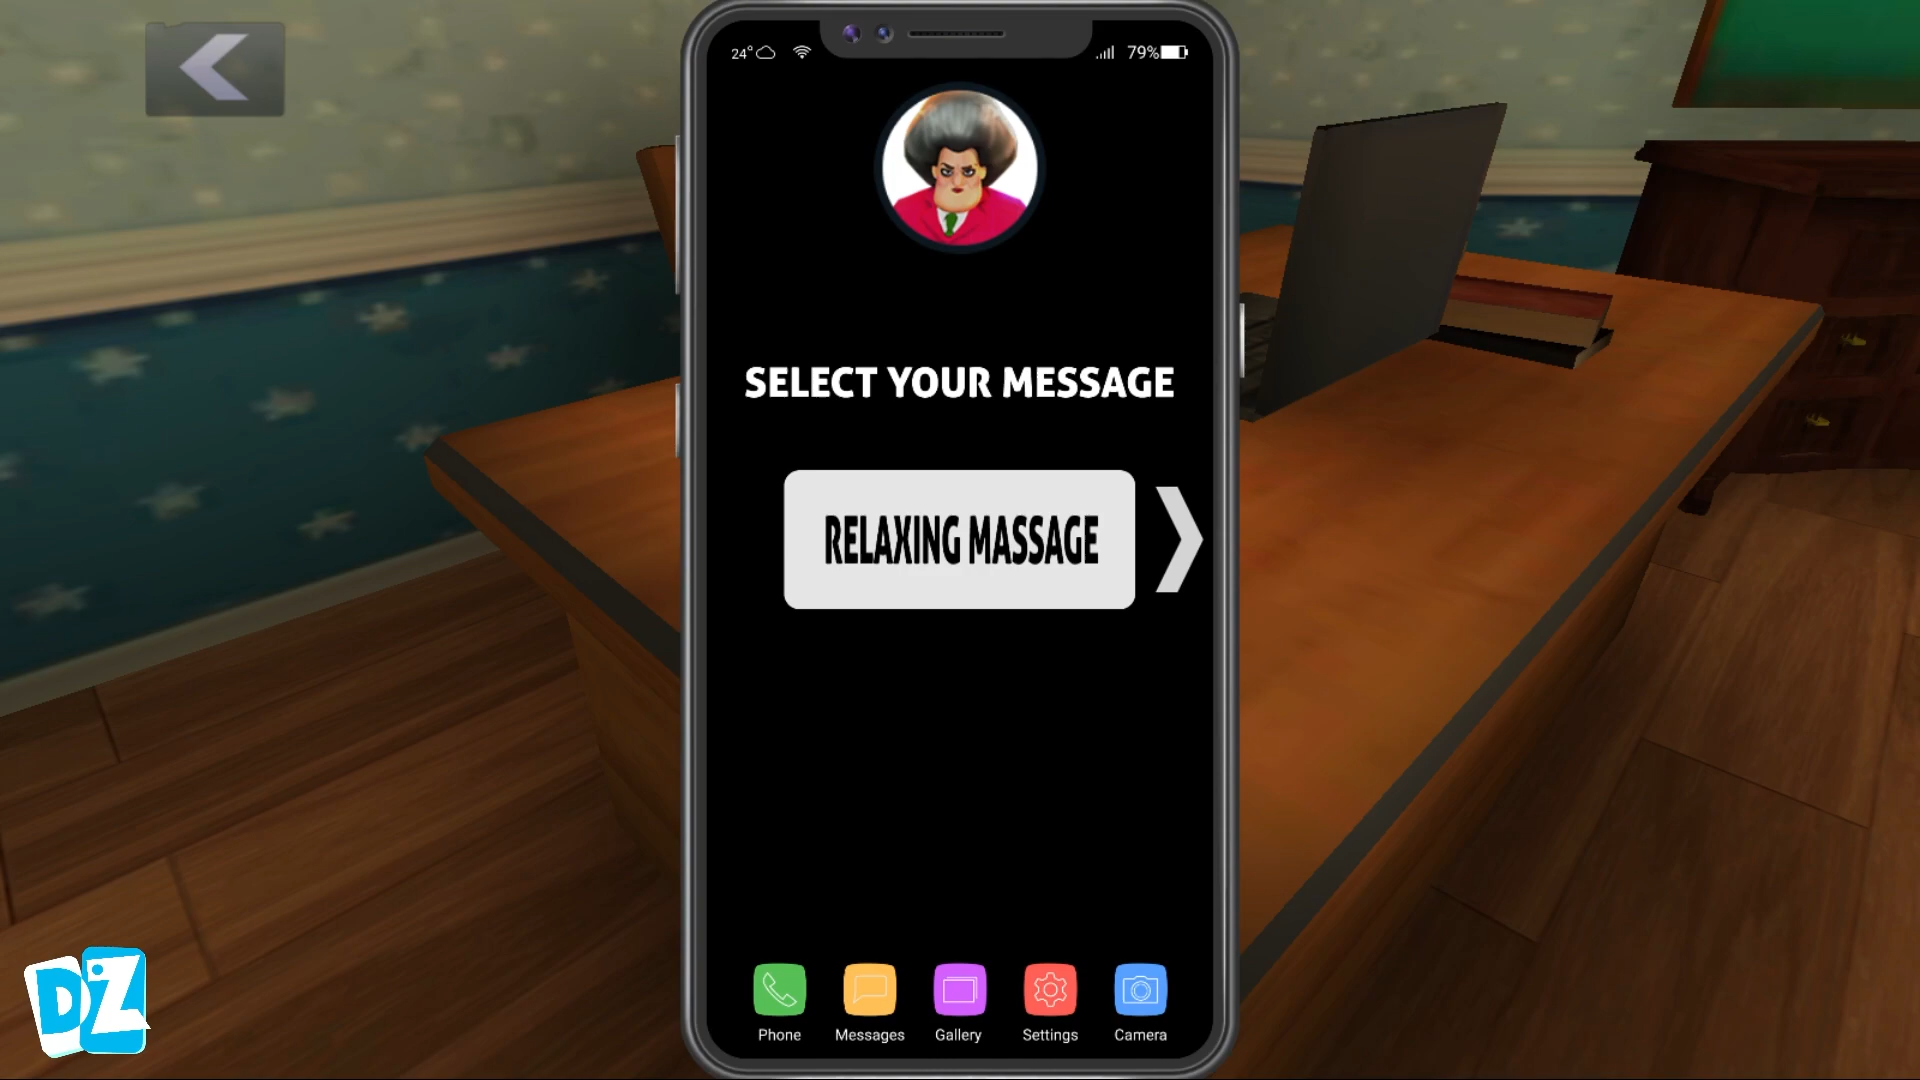 24°
79%
SELECT YOUR MESSAGE
RELAXING MASSAGE
Phone
Messages
Gallery
Settings
Camera
DZ